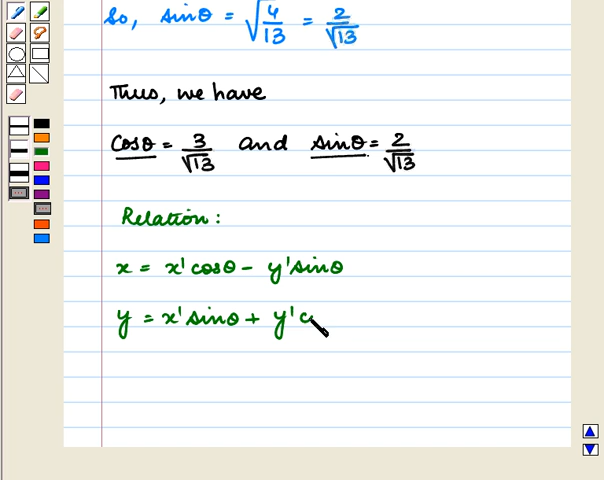 So, sinθ = √4/13 = 2/√13
Thus, we have
cosθ = 3/√13 and sinθ = 2/√13
Relation:
x = x' cosθ - y' sinθ
y = x' sinθ + y' c